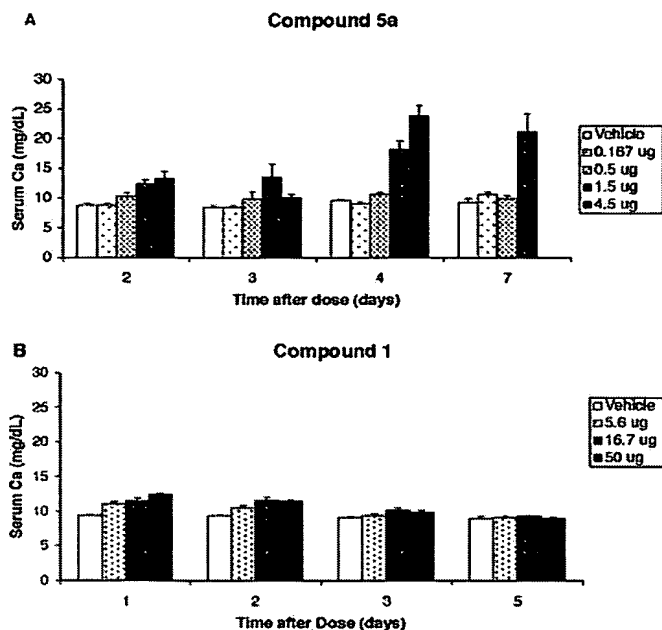 A
Compound 5a
30
25
20
15
10
5
0
Serum Ca (mg/dL)
2 3 4 7
Time after dose (days)
Vehicle
0.167 ug
0.5 ug
1.5 ug
4.5 ug
B
Compound 1
30
25
20
15
10
5
0
Serum Ca (mg/dL)
1 2 3 5
Time after Dose (days)
Vehicle
5.6 ug
16.7 ug
50 ug